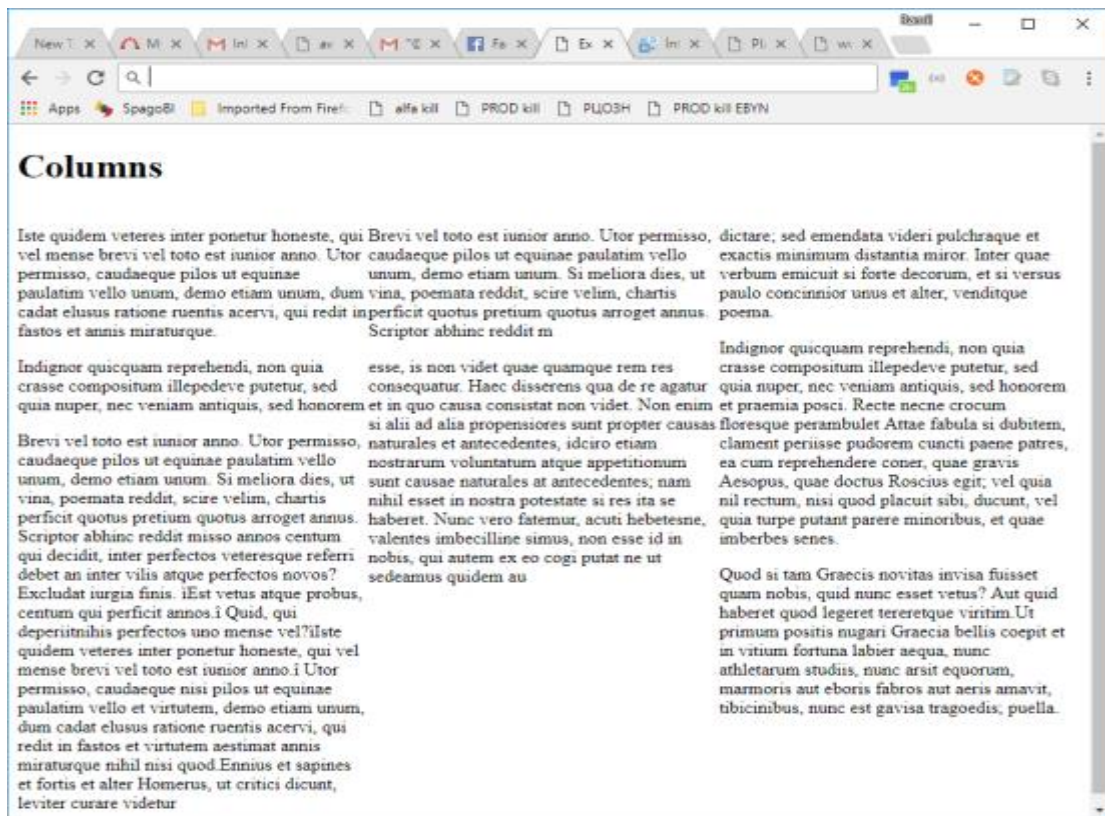 New T
M
Inl
av
Fa
Ex
Int
Pl
Apps
SpagoBI
Imported From Firef
alfa kill
PROD kill
РЦОЗН
PROD kill EBYN
Columns
Iste quidem veteres inter ponetur honeste, qui
vel mense brevi vel toto est iunior anno. Utor
permisso, caudaeque pilos ut equinae
paulatim vello unum, demo etiam unum, dum
cadat elusus ratione ruentis acervi, qui redit in
fastos et annis miraturque.
Indignor quicquam reprehendi, non quia
crasse compositum illepedeve putetur, sed
quia nuper, nec veniam antiquis, sed honorem
Brevi vel toto est iunior anno. Utor permisso,
caudaeque pilos ut equinae paulatim vello
unum, demo etiam unum. Si meliora dies, ut
vina, poemata reddit, scire velim, chartis
perficit quotus pretium quotus arroget annus.
Scriptor abhinc reddit misso annos centum
qui decidit, inter perfectos veteresque referri
debet an inter vilis atque perfectos novos?
Excludat iurgia finis. îEst vetus atque probus,
centum qui perficit annos.î Quid, qui
deperiitnihis perfectos uno mense vel?îIste
quidem veteres inter ponetur honeste, qui vel
mense brevi vel toto est iunior anno.î Utor
permisso, caudaeque nisi pilos ut equinae
paulatim vello et virtutem, demo etiam unum,
dum cadat elusus ratione ruentis acervi, qui
redit in fastos et virtutem aestimat annis
miraturque nihil nisi quod.Ennius et sapines
et fortis et alter Homerus, ut critici dicunt,
leviter curare videtur
Brevi vel toto est iunior anno. Utor permisso,
caudaeque pilos ut equinae paulatim vello
unum, demo etiam unum. Si meliora dies, ut
vina, poemata reddit, scire velim, chartis
perficit quotus pretium quotus arroget annus.
Scriptor abhinc reddit m
esse, is non videt quae quamque rem res
consequatur. Haec disserens qua de re agatur
et in quo causa consistat non videt. Non enim
si alii ad alia propensiores sunt propter causas
naturales et antecedentes, idciro etiam
nostrarum voluntatum atque appetitionum
sunt causae naturales at antecedentes; nam
nihil esset in nostra potestate si res ita se
haberet. Nunc vero fatemur, acuti hebetesne,
valentes imbecilline simus, non esse id in
nobis, qui autem ex eo cogi putat ne ut
sedeamus quidem au
dictare; sed emendata videri pulchraque et
exactis minimum distantia miror. Inter quae
verbum emicuit si forte decorum, et si versus
paulo concinnior unus et alter, venditque
poema.
Indignor quicquam reprehendi, non quia
crasse compositum illepedeve putetur, sed
quia nuper, nec veniam antiquis, sed honorem
et praemia posci. Recte necne crocum
floresque perambulet Attae fabula si dubitem,
clament periisse pudorem cuncti paene patres,
ea cum reprehendere coner, quae gravis
Aesopus, quae doctus Roscius egit; vel quia
nil rectum, nisi quod placuit sibi, ducunt, vel
quia turpe putant parere minoribus, et quae
imberbes senes.
Quod si tam Graecis novitas invisa fuisset
quam nobis, quid nunc esset vetus? Aut quid
haberet quod legeret tereretque viritim.Ut
primum positis nugari Graecia bellis coepit et
in vitium fortuna labier aequa, nunc
athletarum studiis, nunc arsit equorum,
marmoris aut eboris fabros aut aeris amavit,
tibicinibus, nunc est gavisa tragoedis; puella.